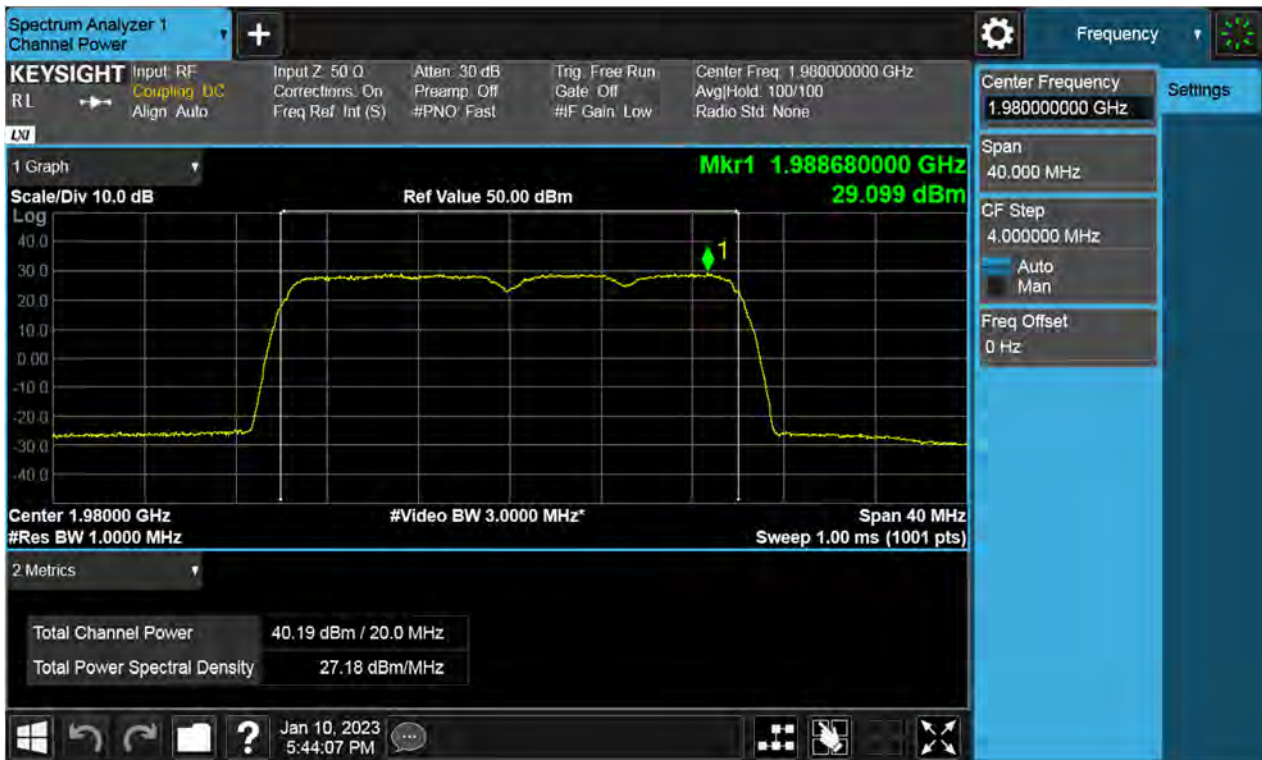 Spectrum Analyzer 1
Channel Power
Frequency
KEYSIGHT
RL
LXI
Input: RF
Coupling: DC
Align: Auto
Input Z: 50 Ω
Corrections: On
Freq Ref: Int (S)
Atten: 30 dB
Preamp: Off
#PNO: Fast
Trig: Free Run
Gate: Off
#IF Gain: Low
Center Freq: 1.980000000 GHz
Avg|Hold: 100/100
Radio Std: None
Center Frequency
1.980000000 GHz
Settings
Span
40.000 MHz
CF Step
4.000000 MHz
Auto
Man
Freq Offset
0 Hz
1 Graph
Mkr1 1.988680000 GHz
29.099 dBm
Scale/Div 10.0 dB
Ref Value 50.00 dBm
Log
40.0
30.0
20.0
10.0
0.00
-10.0
-20.0
-30.0
-40.0
1
Center 1.98000 GHz
#Video BW 3.0000 MHz*
Span 40 MHz
#Res BW 1.0000 MHz
Sweep 1.00 ms (1001 pts)
2 Metrics
Total Channel Power 40.19 dBm / 20.0 MHz
Total Power Spectral Density 27.18 dBm/MHz
?
Jan 10, 2023
5:44:07 PM